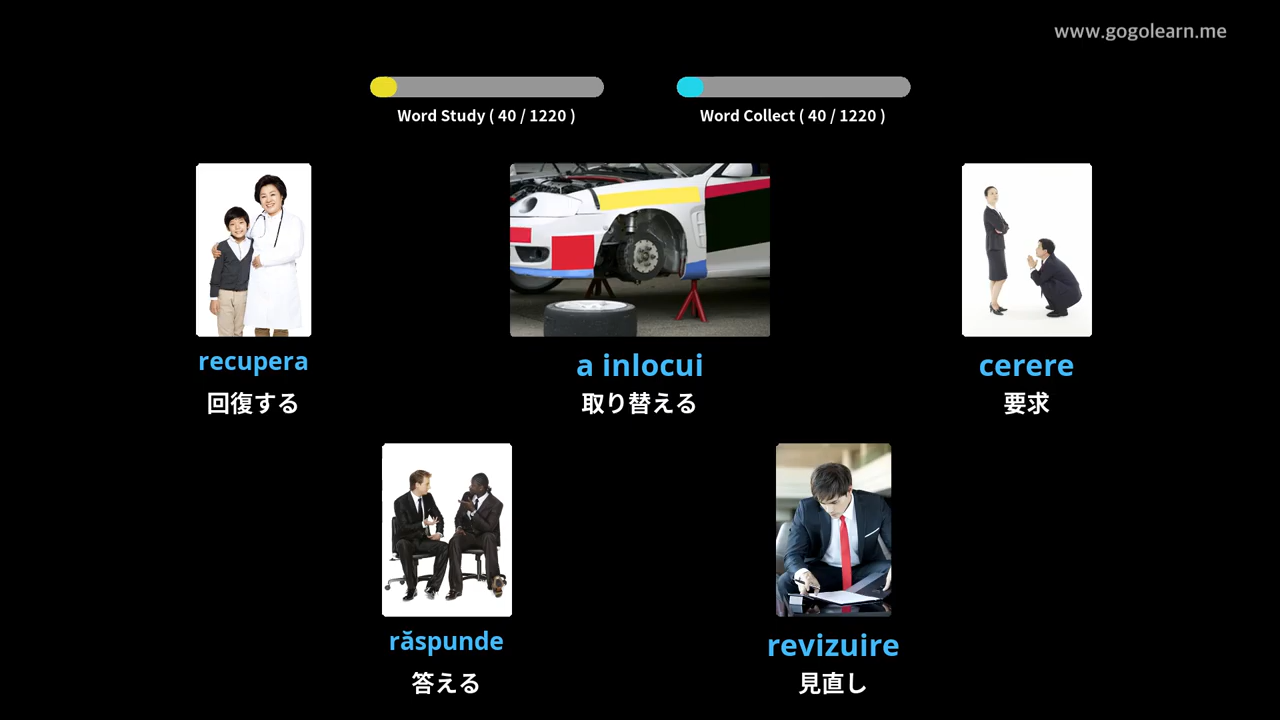 www.gogolearn.me
Word Study ( 40 / 1220 )
Word Collect ( 40 / 1220 )
recupera
回復する
a inlocui
取り替える
cerere
要求
răspunde
答える
revizuire
見直し